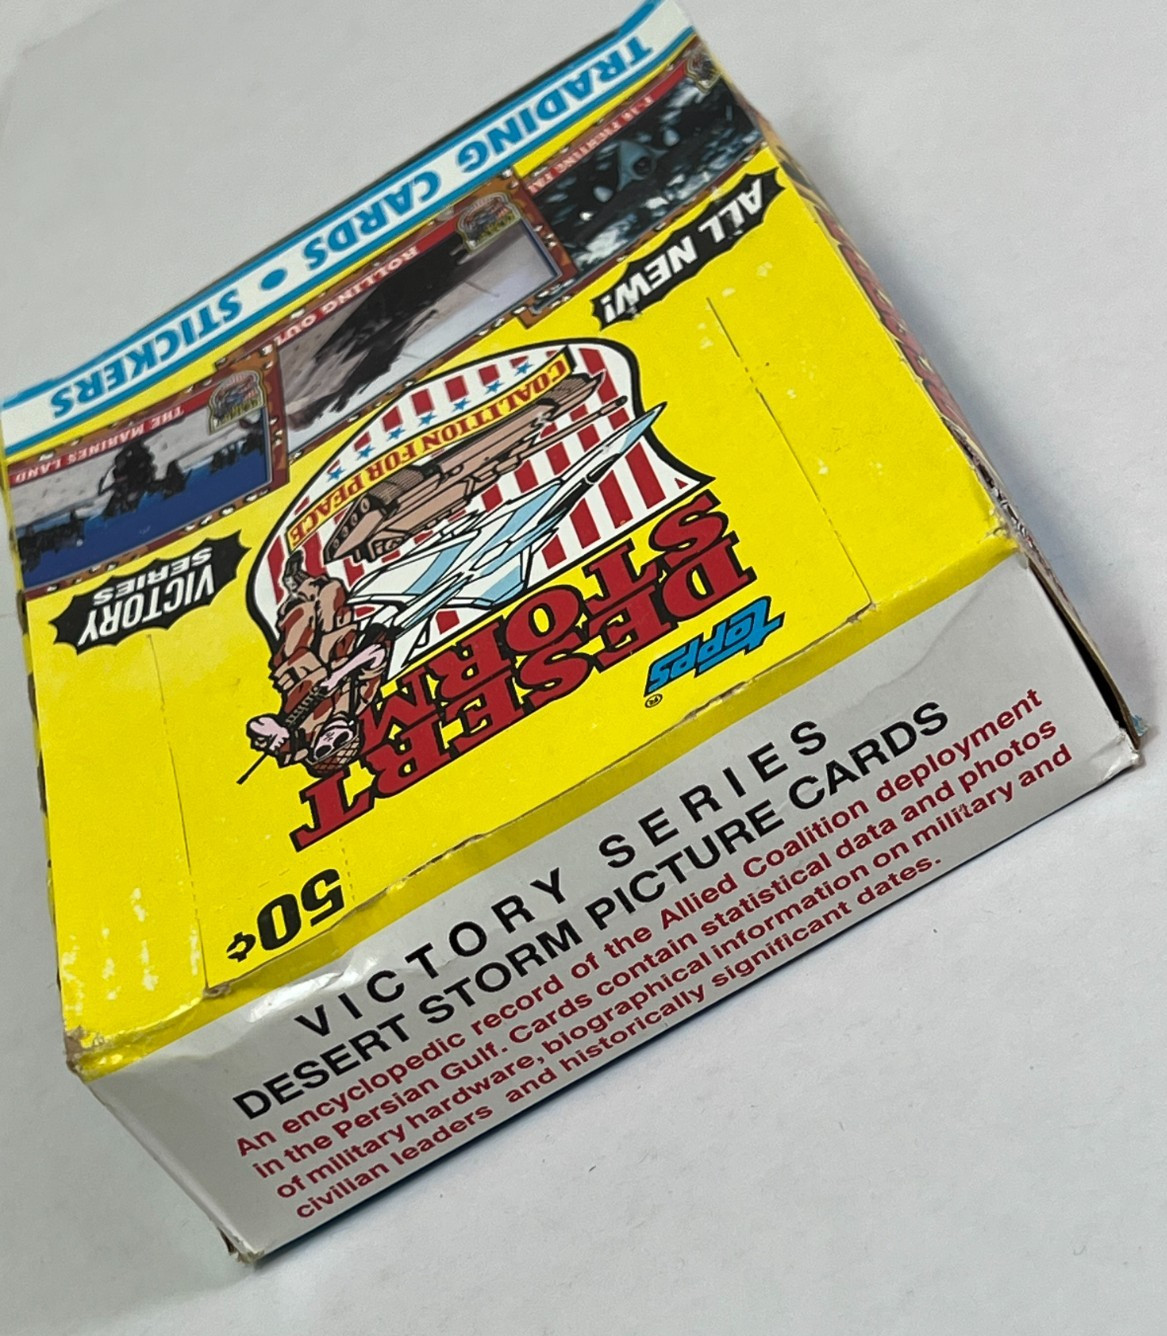 TRADING CARDS • STICKERS
THE MARINES LAND
ROLLING OUT
F-16 FIGHTING FAL
ALL NEW!
VICTORY
SERIES
COALITION FOR PEACE
DESERT
STORM
topps
®
50¢
VICTORY SERIES
DESERT STORM PICTURE CARDS
An encyclopedic record of the Allied Coalition deployment
in the Persian Gulf. Cards contain statistical data and photos
of military hardware, biographical information on military and
civilian leaders and historically significant dates.